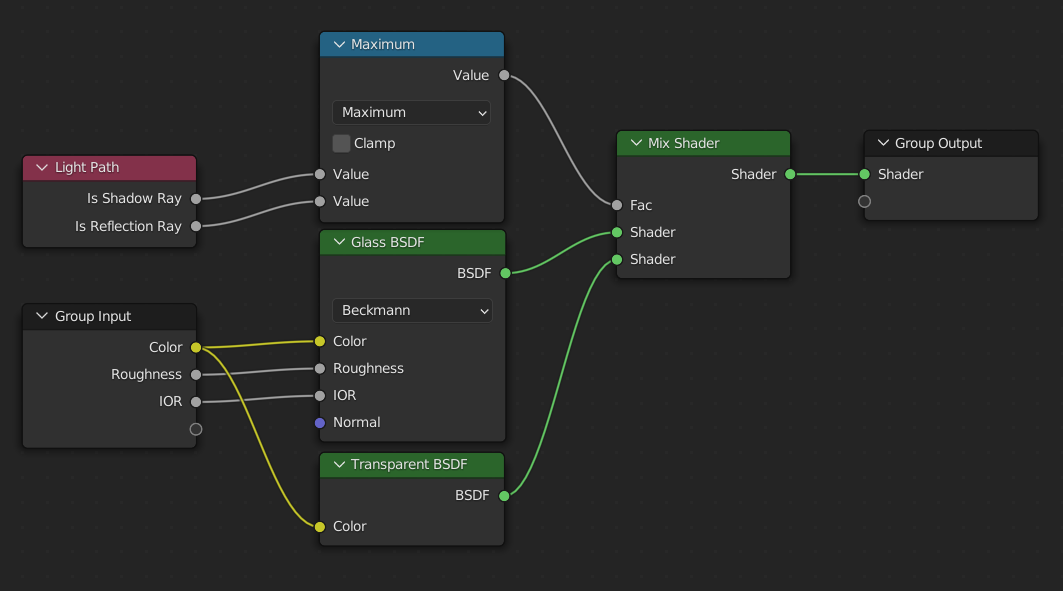 Maximum
Value
Maximum
Clamp
Value
Value
Light Path
Is Shadow Ray
Is Reflection Ray
Glass BSDF
BSDF
Beckmann
Color
Roughness
IOR
Normal
Group Input
Color
Roughness
IOR
Transparent BSDF
BSDF
Color
Mix Shader
Shader
Fac
Shader
Shader
Group Output
Shader